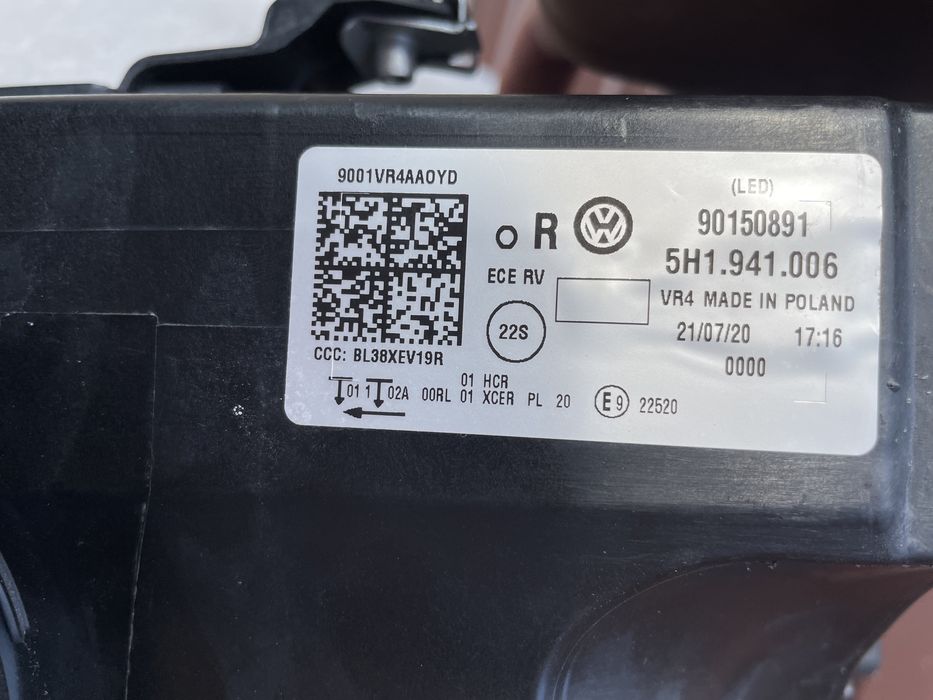 9001VR4AAOYD
o R
ECE RV
22S
CCC: BL38XEV19R
(LED)
90150891
5H1.941.006
VR4 MADE IN POLAND
21/07/20 17:16
0000
01 HCR
01 1 02A 00RL 01 XCER PL 20 E9 22520